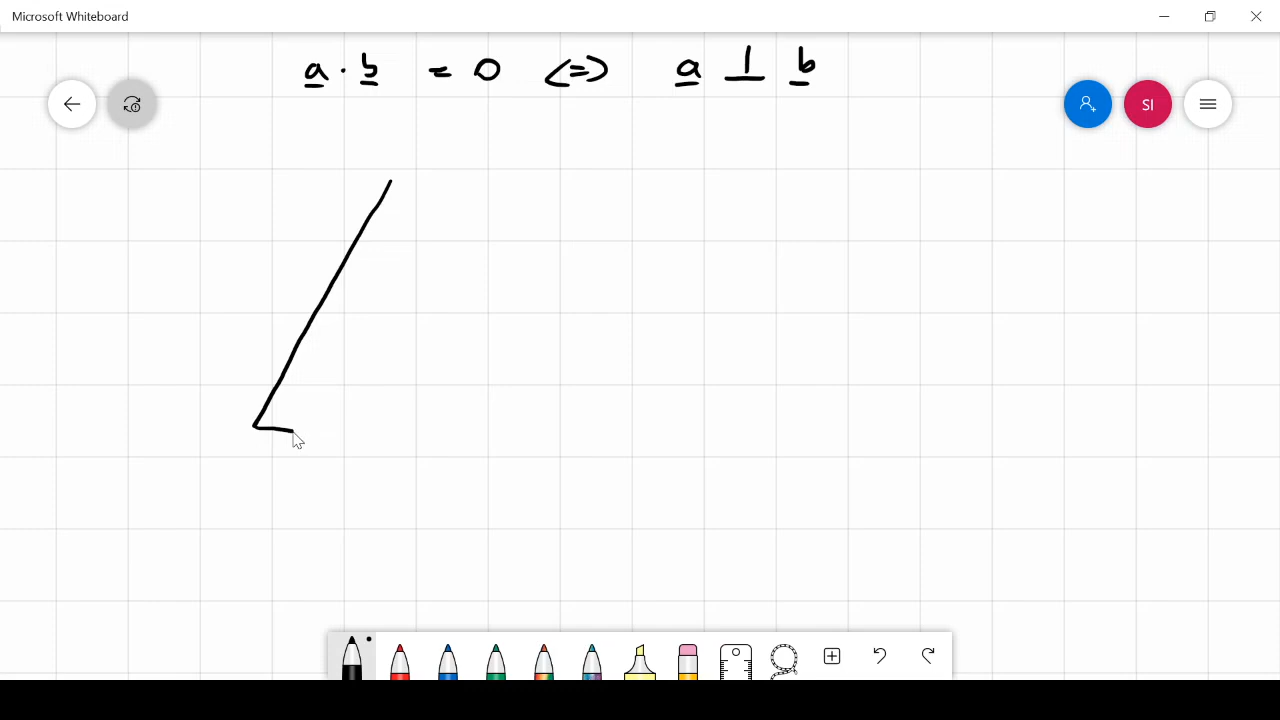 Microsoft Whiteboard
a · b = 0 <=> a ⊥ b
SI